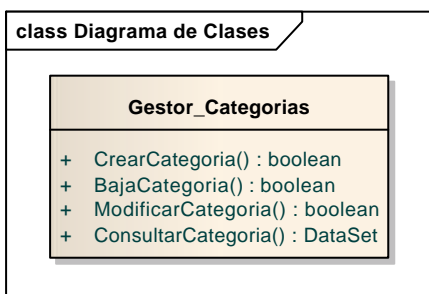 class Diagrama de Clases
Gestor_Categorias
+ CrearCategoria() : boolean
+ BajaCategoria() : boolean
+ ModificarCategoria() : boolean
+ ConsultarCategoria() : DataSet